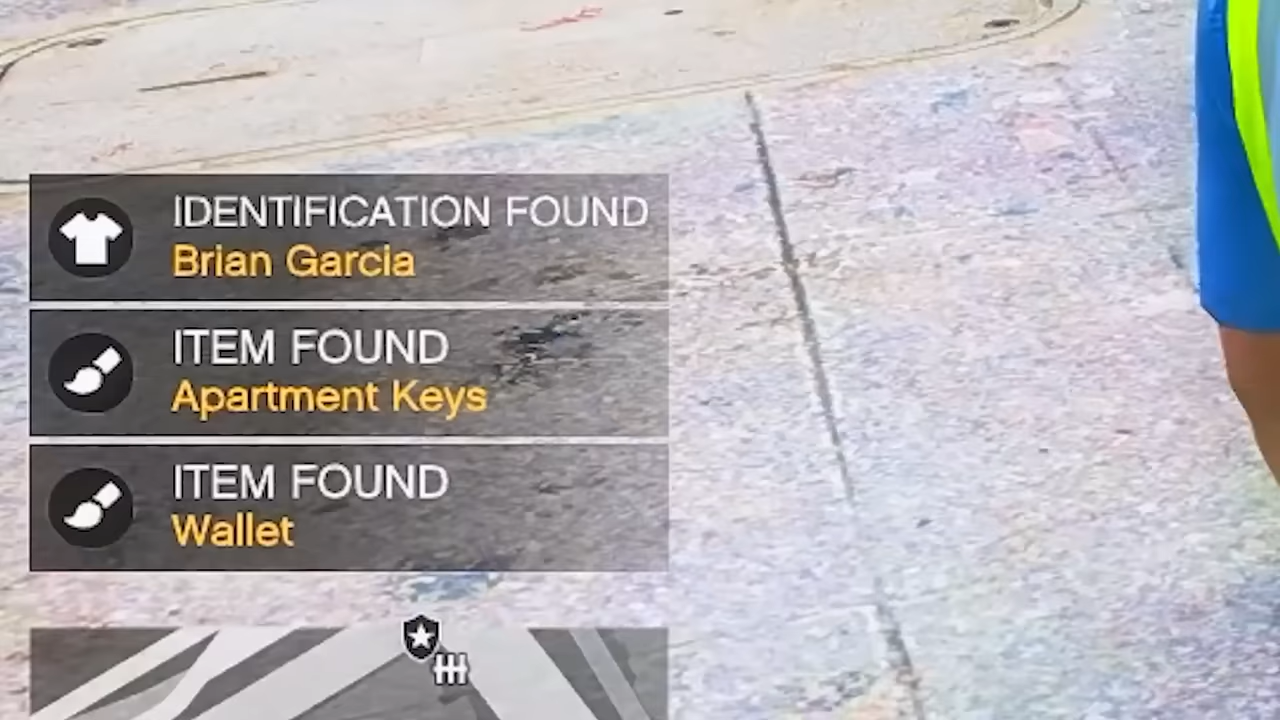 IDENTIFICATION FOUND
Brian Garcia
ITEM FOUND
Apartment Keys
ITEM FOUND
Wallet